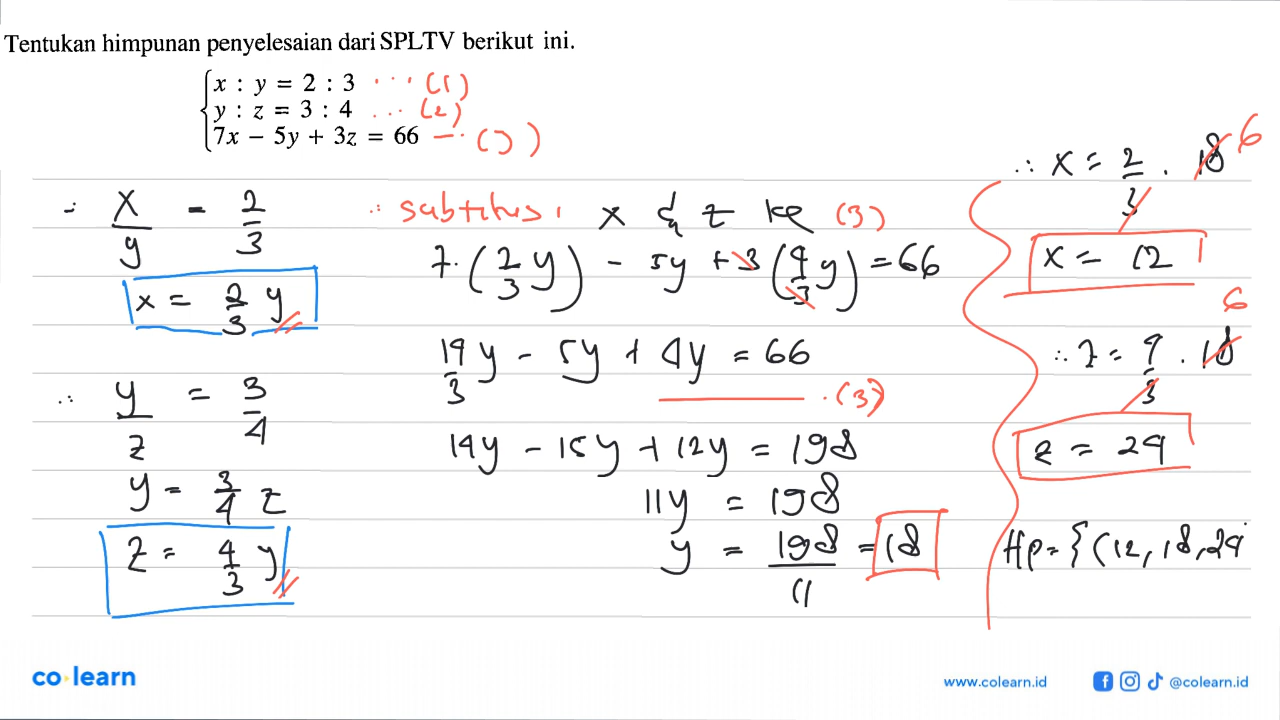 Tentukan himpunan penyelesaian dari SPLTV berikut ini.
x : y = 2 : 3 ... (1)
y : z = 3 : 4 ... (2)
7x − 5y + 3z = 66 — .. (3)
∴ x/y = 2/3
x = 2/3 y
∴ y/z = 3/4
y = 3/4 z
z = 4/3 y
∴ subtitusi x & z ke (3)
7. (2/3 y) - 5y + 3 (4/3 y) = 66
14/3 y - 5y + 4y = 66
.(3)
14y - 15y + 12y = 198
11y = 198
y = 198/11 = 18
∴ x = 2/3 . 18 6
x = 12
6
∴ z = 4/3 . 18
z = 24
Hp = {(12, 18, 24
co·learn
www.colearn.id
@colearn.id